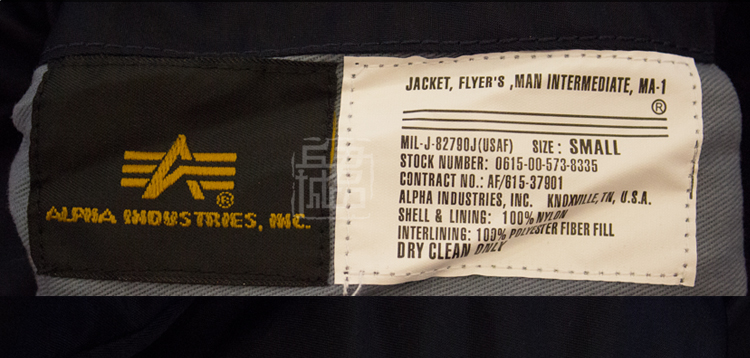 ALPHA INDUSTRIES, INC.
JACKET, FLYER'S ,MAN INTERMEDIATE, MA-1
MIL-J-82790J(USAF) SIZE: SMALL
STOCK NUMBER: 0615-00-573-8335
CONTRACT NO.: AF/615-37901
ALPHA INDUSTRIES, INC. KNOXVILLE, TN, U.S.A.
SHELL & LINING: 100% NYLON
INTERLINING: 100% POLYESTER FIBER FILL
DRY CLEAN ONLY